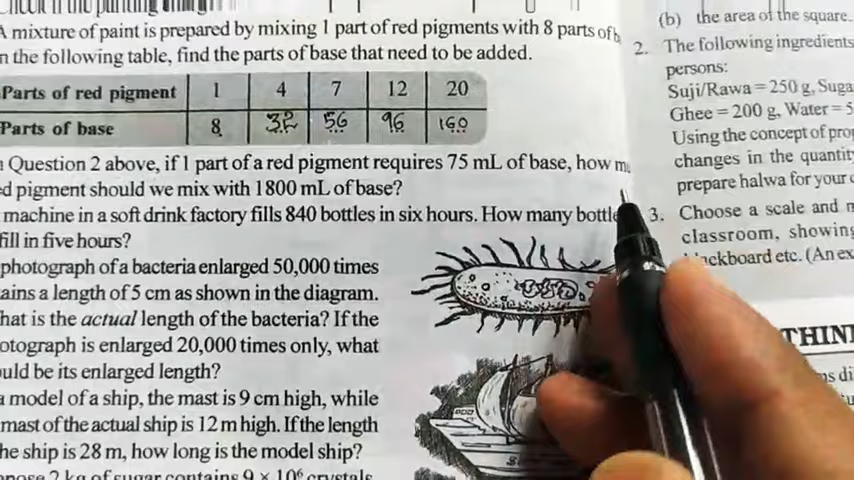 A mixture of paint is prepared by mixing 1 part of red pigments with 8 parts of
n the following table, find the parts of base that need to be added.
Parts of red pigment 1 4 7 12 20
Parts of base 8 32 56 96 160
Question 2 above, if 1 part of a red pigment requires 75 mL of base, how
d pigment should we mix with 1800 mL of base?
machine in a soft drink factory fills 840 bottles in six hours. How many bottle
fill in five hours?
photograph of a bacteria enlarged 50,000 times
ains a length of 5 cm as shown in the diagram.
hat is the actual length of the bacteria? If the
otograph is enlarged 20,000 times only, what
uld be its enlarged length?
a model of a ship, the mast is 9 cm high, while
mast of the actual ship is 12 m high. If the length
he ship is 28 m, how long is the model ship?
2 kg of sugar contains 9 × 10⁶ crystals.
(b) the area of the square.
2. The following ingredients
persons:
Suji/Rawa = 250 g, Suga
Ghee = 200 g, Water = 5
Using the concept of pro
changes in the quantity
prepare halwa for your
3. Choose a scale and m
classroom, showing
blackboard etc. (An ex
THIN